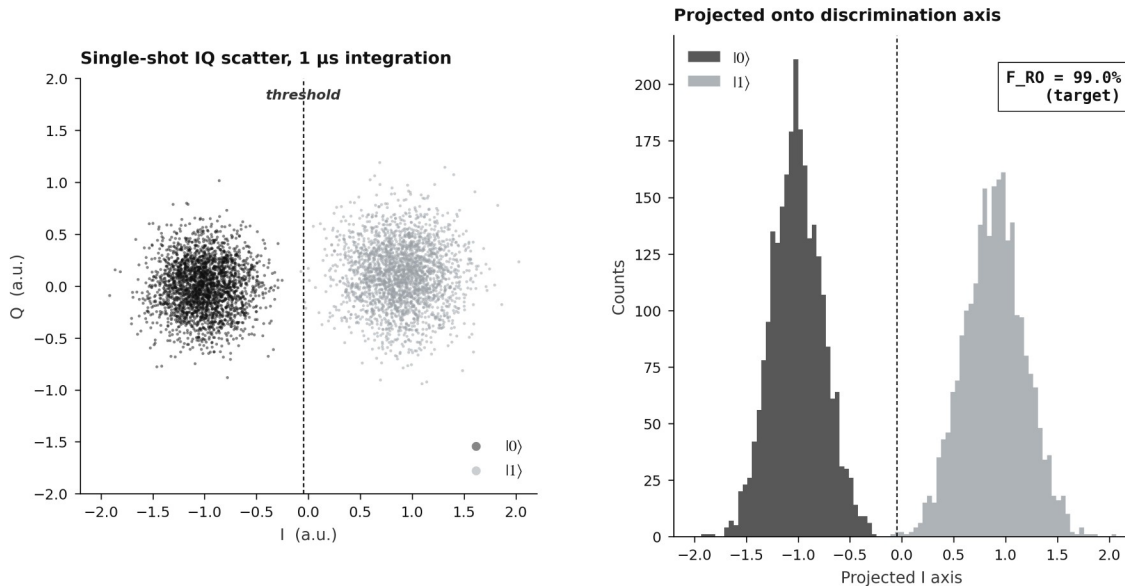 Single-shot IQ scatter, 1 µs integration
threshold
2.0
1.5
1.0
0.5
0.0
−0.5
−1.0
−1.5
−2.0
Q (a.u.)
|0⟩
|1⟩
−2.0 −1.5 −1.0 −0.5 0.0 0.5 1.0 1.5 2.0
I (a.u.)
Projected onto discrimination axis
|0⟩
|1⟩
F_RO = 99.0%
(target)
200
175
150
125
100
75
50
25
0
Counts
−2.0 −1.5 −1.0 −0.5 0.0 0.5 1.0 1.5 2.0
Projected I axis